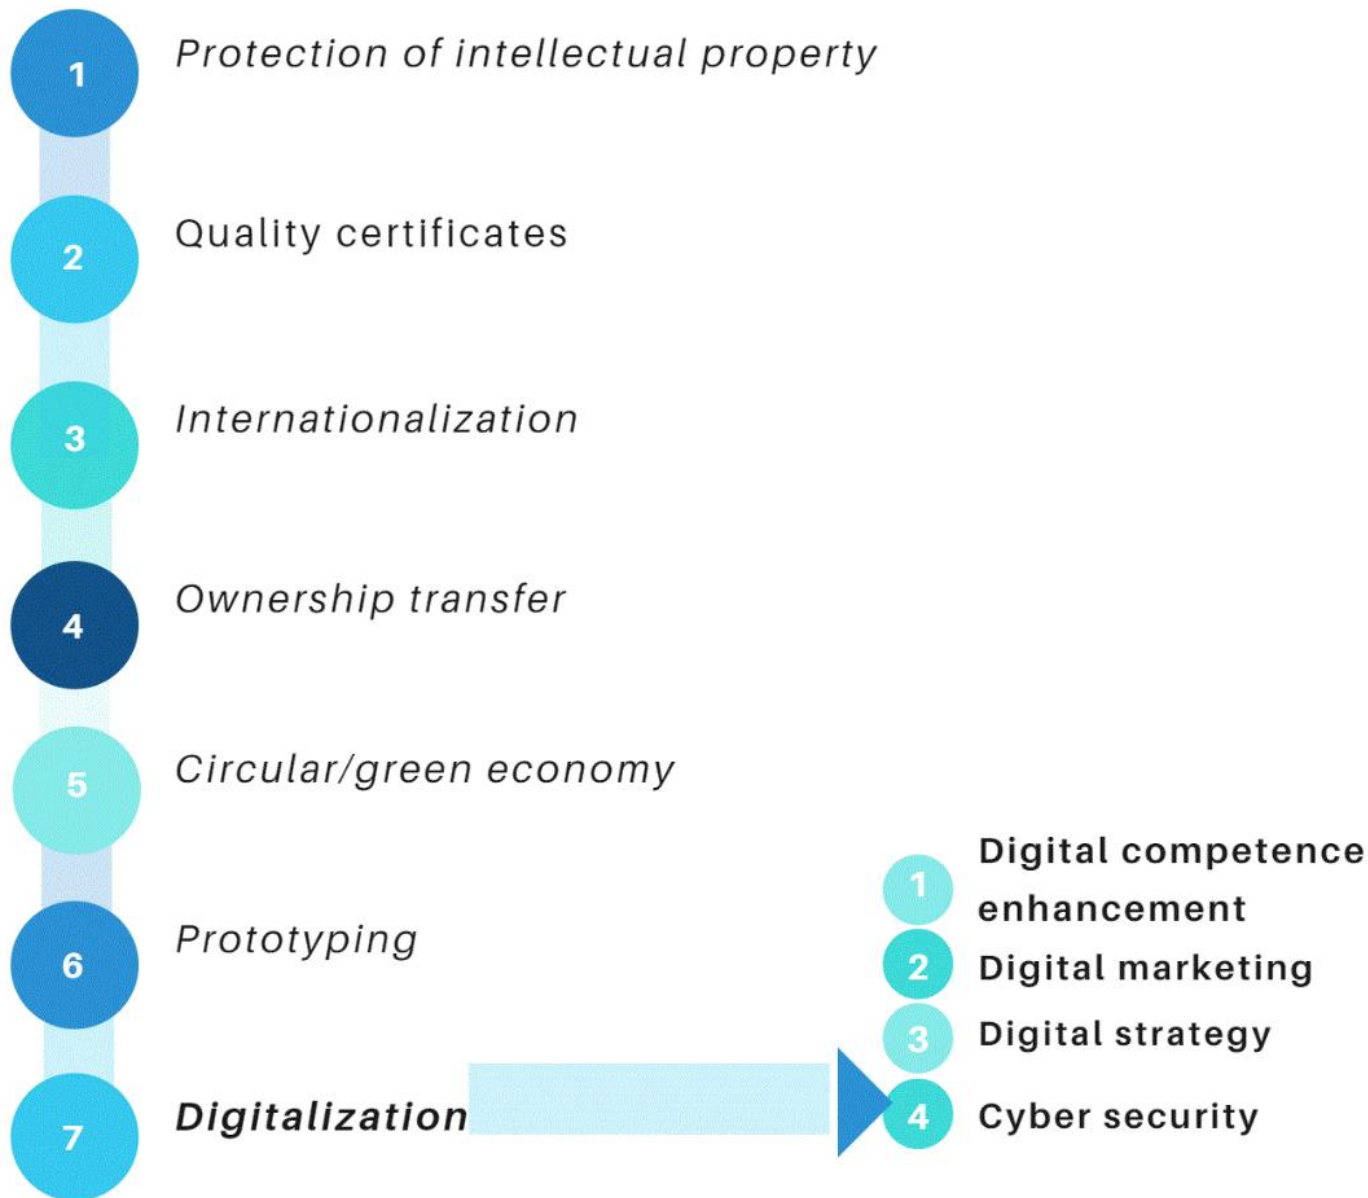 1 Protection of intellectual property
2 Quality certificates
3 Internationalization
4 Ownership transfer
5 Circular/green economy
6 Prototyping
7 Digitalization
1 Digital competence
enhancement
2 Digital marketing
3 Digital strategy
4 Cyber security